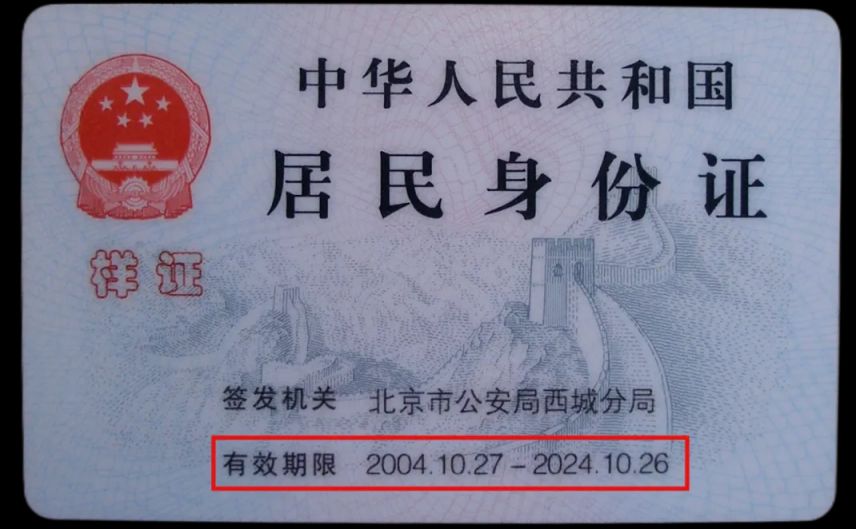 中华人民共和国
居民身份证
样证
签发机关 北京市公安局西城分局
有效期限 2004.10.27-2024.10.26